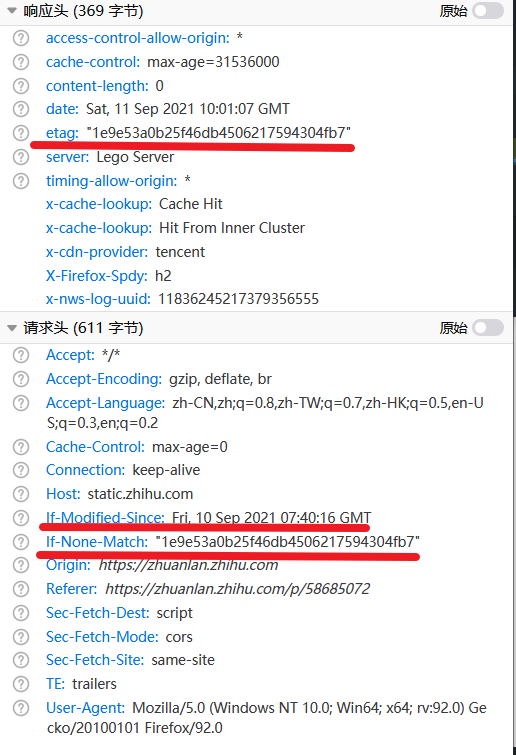 响应头 (369 字节) 原始
access-control-allow-origin: *
cache-control: max-age=31536000
content-length: 0
date: Sat, 11 Sep 2021 10:01:07 GMT
etag: "1e9e53a0b25f46db4506217594304fb7"
server: Lego Server
timing-allow-origin: *
x-cache-lookup: Cache Hit
x-cache-lookup: Hit From Inner Cluster
x-cdn-provider: tencent
X-Firefox-Spdy: h2
x-nws-log-uuid: 11836245217379356555
请求头 (611 字节) 原始
Accept: */*
Accept-Encoding: gzip, deflate, br
Accept-Language: zh-CN,zh;q=0.8,zh-TW;q=0.7,zh-HK;q=0.5,en-U
S;q=0.3,en;q=0.2
Cache-Control: max-age=0
Connection: keep-alive
Host: static.zhihu.com
If-Modified-Since: Fri, 10 Sep 2021 07:40:16 GMT
If-None-Match: "1e9e53a0b25f46db4506217594304fb7"
Origin: https://zhuanlan.zhihu.com
Referer: https://zhuanlan.zhihu.com/p/58685072
Sec-Fetch-Dest: script
Sec-Fetch-Mode: cors
Sec-Fetch-Site: same-site
TE: trailers
User-Agent: Mozilla/5.0 (Windows NT 10.0; Win64; x64; rv:92.0) Ge
cko/20100101 Firefox/92.0